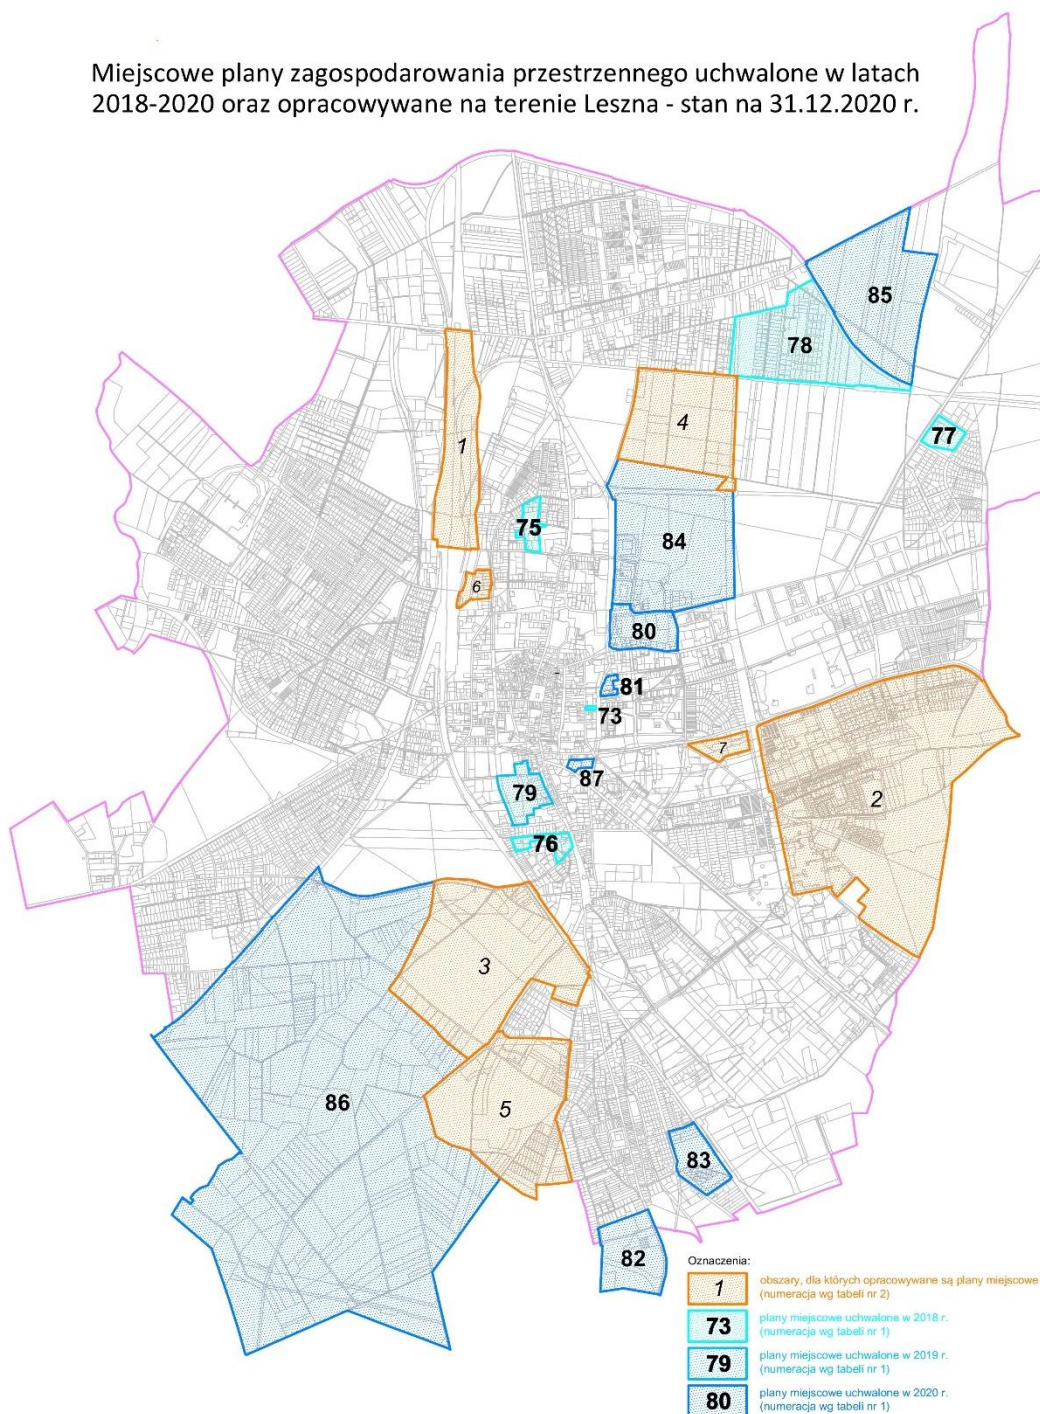 Miejscowe plany zagospodarowania przestrzennego uchwalone w latach
2018-2020 oraz opracowywane na terenie Leszna - stan na 31.12.2020 r.
85
78
4
77
1
75
84
6
80
81
73
7
87
79
2
76
3
86
5
83
82
Oznaczenia:
1
obszary, dla których opracowywane są plany miejscowe
(numeracja wg tabeli nr 2)
73
plany miejscowe uchwalone w 2018 r.
(numeracja wg tabeli nr 1)
79
plany miejscowe uchwalone w 2019 r.
(numeracja wg tabeli nr 1)
80
plany miejscowe uchwalone w 2020 r.
(numeracja wg tabeli nr 1)